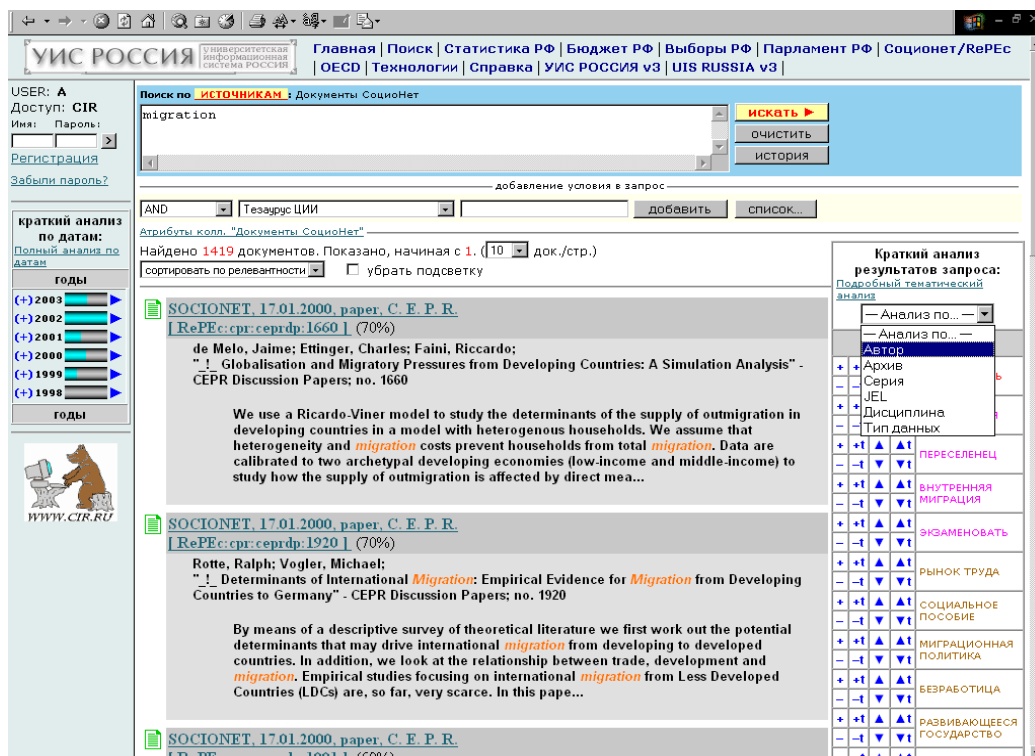 УИС РОССИЯ
университетская
информационная
система РОССИЯ
Главная | Поиск | Статистика РФ | Бюджет РФ | Выборы РФ | Парламент РФ | Соционет/RePEc
| OECD | Технологии | Справка | УИС РОССИЯ v3 | UIS RUSSIA v3 |
USER: A
Доступ: CIR
Имя: Пароль:
>
Регистрация
Забыли пароль?
краткий анализ
по датам:
Полный анализ по
датам
годы
(+)2003
(+)2002
(+)2001
(+)2000
(+)1999
(+)1998
годы
WWW.CIR.RU
Поиск по ИСТОЧНИКАМ : Документы СоциоНет
migration
искать ►
очистить
история
добавление условия в запрос
AND Тезаурус ЦИИ добавить список...
Атрибуты колл. "Документы СоциоНет"
Найдено 1419 документов. Показано, начиная с 1. (10 док./стр.)
сортировать по релевантности убрать подсветку
SOCIONET, 17.01.2000, paper, C. E. P. R.
[ RePEc:cpr:ceprdp:1660 ] (70%)
de Melo, Jaime; Ettinger, Charles; Faini, Riccardo;
"_!_ Globalisation and Migratory Pressures from Developing Countries: A Simulation Analysis" -
CEPR Discussion Papers; no. 1660
We use a Ricardo-Viner model to study the determinants of the supply of outmigration in
developing countries in a model with heterogenous households. We assume that
heterogeneity and migration costs prevent households from total migration. Data are
calibrated to two archetypal developing economies (low-income and middle-income) to
study how the supply of outmigration is affected by direct mea...
SOCIONET, 17.01.2000, paper, C. E. P. R.
[ RePEc:cpr:ceprdp:1920 ] (70%)
Rotte, Ralph; Vogler, Michael;
"_!_ Determinants of International Migration: Empirical Evidence for Migration from Developing
Countries to Germany" - CEPR Discussion Papers; no. 1920
By means of a descriptive survey of theoretical literature we first work out the potential
determinants that may drive international migration from developing to developed
countries. In addition, we look at the relationship between trade, development and
migration. Empirical studies focusing on international migration from Less Developed
Countries (LDCs) are, so far, very scarce. In this pape...
SOCIONET, 17.01.2000, paper, C. E. P. R.
Краткий анализ
результатов запроса:
Подробный тематический
анализ
— Анализ по... —
— Анализ по... —
Автор
Архив
Серия
JEL
Дисциплина
Тип данных
+ +t ▲ ▲t
– –t ▼ ▼t
ПЕРЕСЕЛЕНЕЦ
+ +t ▲ ▲t
– –t ▼ ▼t
ВНУТРЕННЯЯ
МИГРАЦИЯ
+ +t ▲ ▲t
– –t ▼ ▼t
ЭКЗАМЕНОВАТЬ
+ +t ▲ ▲t
– –t ▼ ▼t
РЫНОК ТРУДА
+ +t ▲ ▲t
– –t ▼ ▼t
СОЦИАЛЬНОЕ
ПОСОБИЕ
+ +t ▲ ▲t
– –t ▼ ▼t
МИГРАЦИОННАЯ
ПОЛИТИКА
+ +t ▲ ▲t
– –t ▼ ▼t
БЕЗРАБОТИЦА
+ +t ▲ ▲t
– –t ▼ ▼t
РАЗВИВАЮЩЕЕСЯ
ГОСУДАРСТВО